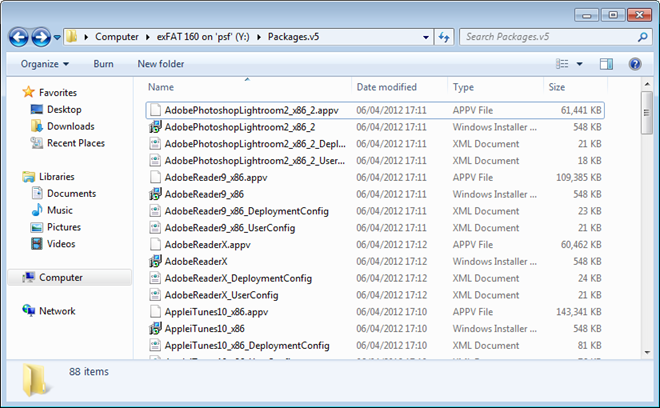 Computer ▸ exFAT 160 on 'psf' (Y:) ▸ Packages.v5
Search Packages.v5
Organize Burn New folder
Name Date modified Type Size
Favorites
Desktop
Downloads
Recent Places
Libraries
Documents
Music
Pictures
Videos
Computer
Network
AdobePhotoshopLightroom2_x86_2.appv 06/04/2012 17:11 APPV File 61,441 KB
AdobePhotoshopLightroom2_x86_2 06/04/2012 17:11 Windows Installer ... 548 KB
AdobePhotoshopLightroom2_x86_2_Depl... 06/04/2012 17:11 XML Document 21 KB
AdobePhotoshopLightroom2_x86_2_User... 06/04/2012 17:11 XML Document 18 KB
AdobeReader9_x86.appv 06/04/2012 17:11 APPV File 109,385 KB
AdobeReader9_x86 06/04/2012 17:11 Windows Installer ... 548 KB
AdobeReader9_x86_DeploymentConfig 06/04/2012 17:11 XML Document 23 KB
AdobeReader9_x86_UserConfig 06/04/2012 17:11 XML Document 21 KB
AdobeReaderX.appv 06/04/2012 17:12 APPV File 60,462 KB
AdobeReaderX 06/04/2012 17:12 Windows Installer ... 548 KB
AdobeReaderX_DeploymentConfig 06/04/2012 17:12 XML Document 24 KB
AdobeReaderX_UserConfig 06/04/2012 17:12 XML Document 21 KB
AppleiTunes10_x86.appv 06/04/2012 17:10 APPV File 143,341 KB
AppleiTunes10_x86 06/04/2012 17:10 Windows Installer ... 548 KB
AppleiTunes10_x86_DeploymentConfig 06/04/2012 17:10 XML Document 81 KB
88 items